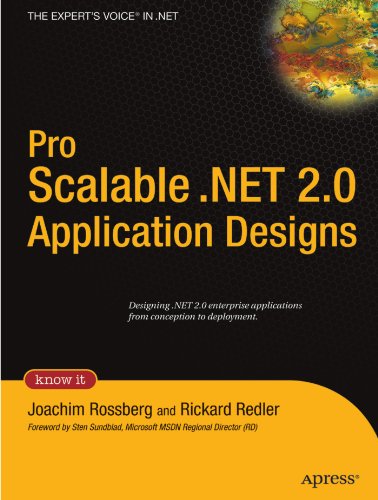 THE EXPERT'S VOICE® IN .NET
Pro
Scalable .NET 2.0
Application Designs
Designing .NET 2.0 enterprise applications
from conception to deployment.
know it
Joachim Rossberg and Rickard Redler
Foreword by Sten Sundblad, Microsoft MSDN Regional Director (RD)
Apress®